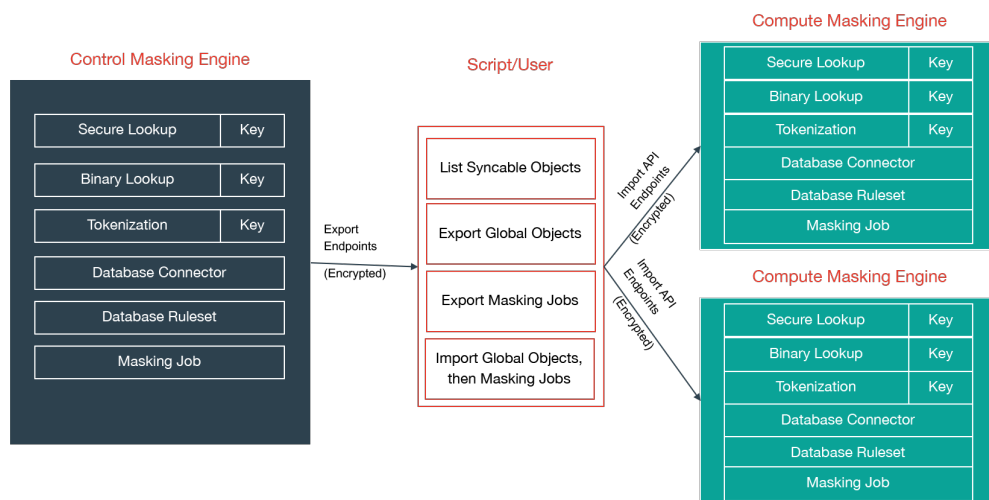 Control Masking Engine
Secure Lookup Key
Binary Lookup Key
Tokenization Key
Database Connector
Database Ruleset
Masking Job
Export
Endpoints
(Encrypted)
Script/User
List Syncable Objects
Export Global Objects
Export Masking Jobs
Import Global Objects,
then Masking Jobs
Import API
Endpoints
(Encrypted)
Import API
Endpoints
(Encrypted)
Compute Masking Engine
Secure Lookup Key
Binary Lookup Key
Tokenization Key
Database Connector
Database Ruleset
Masking Job
Compute Masking Engine
Secure Lookup Key
Binary Lookup Key
Tokenization Key
Database Connector
Database Ruleset
Masking Job